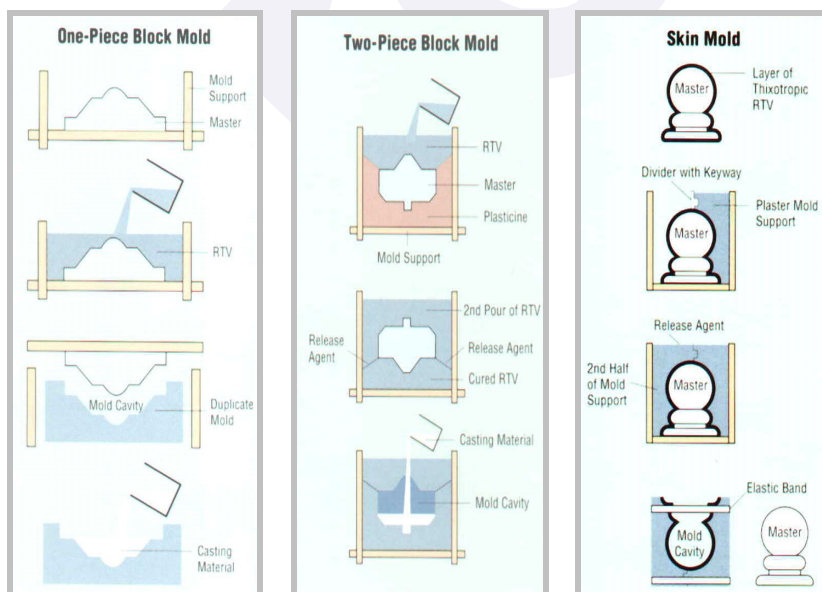 One-Piece Block Mold
Mold
Support
Master
RTV
Mold Cavity
Duplicate
Mold
Casting
Material
Two-Piece Block Mold
RTV
Master
Plasticine
Mold Support
2nd Pour of RTV
Release
Agent
Release Agent
Cured RTV
Casting Material
Mold Cavity
Skin Mold
Master
Layer of
Thixotropic
RTV
Divider with Keyway
Plaster Mold
Support
Master
Release Agent
2nd Half
of Mold
Support
Master
Elastic Band
Mold
Cavity
Master